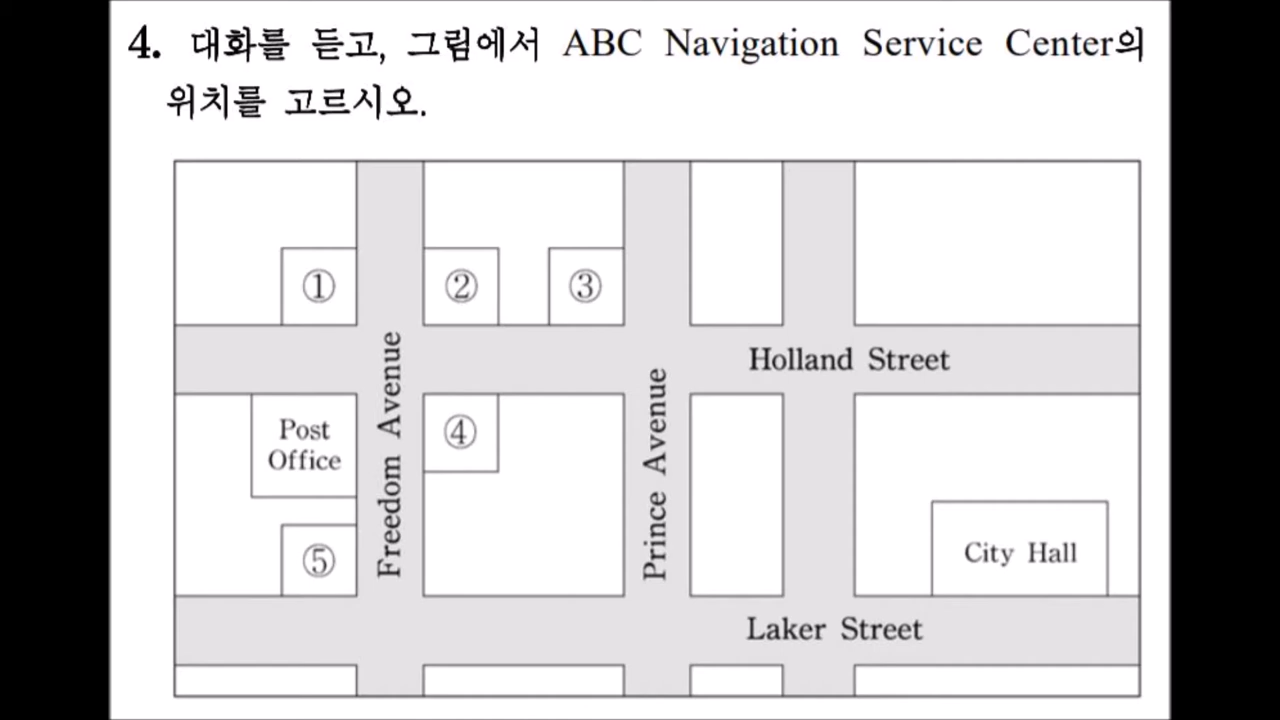 4. 대화를 듣고, 그림에서 ABC Navigation Service Center의
위치를 고르시오.
①
②
③
Holland Street
Freedom Avenue
Prince Avenue
Post
Office
④
⑤
City Hall
Laker Street